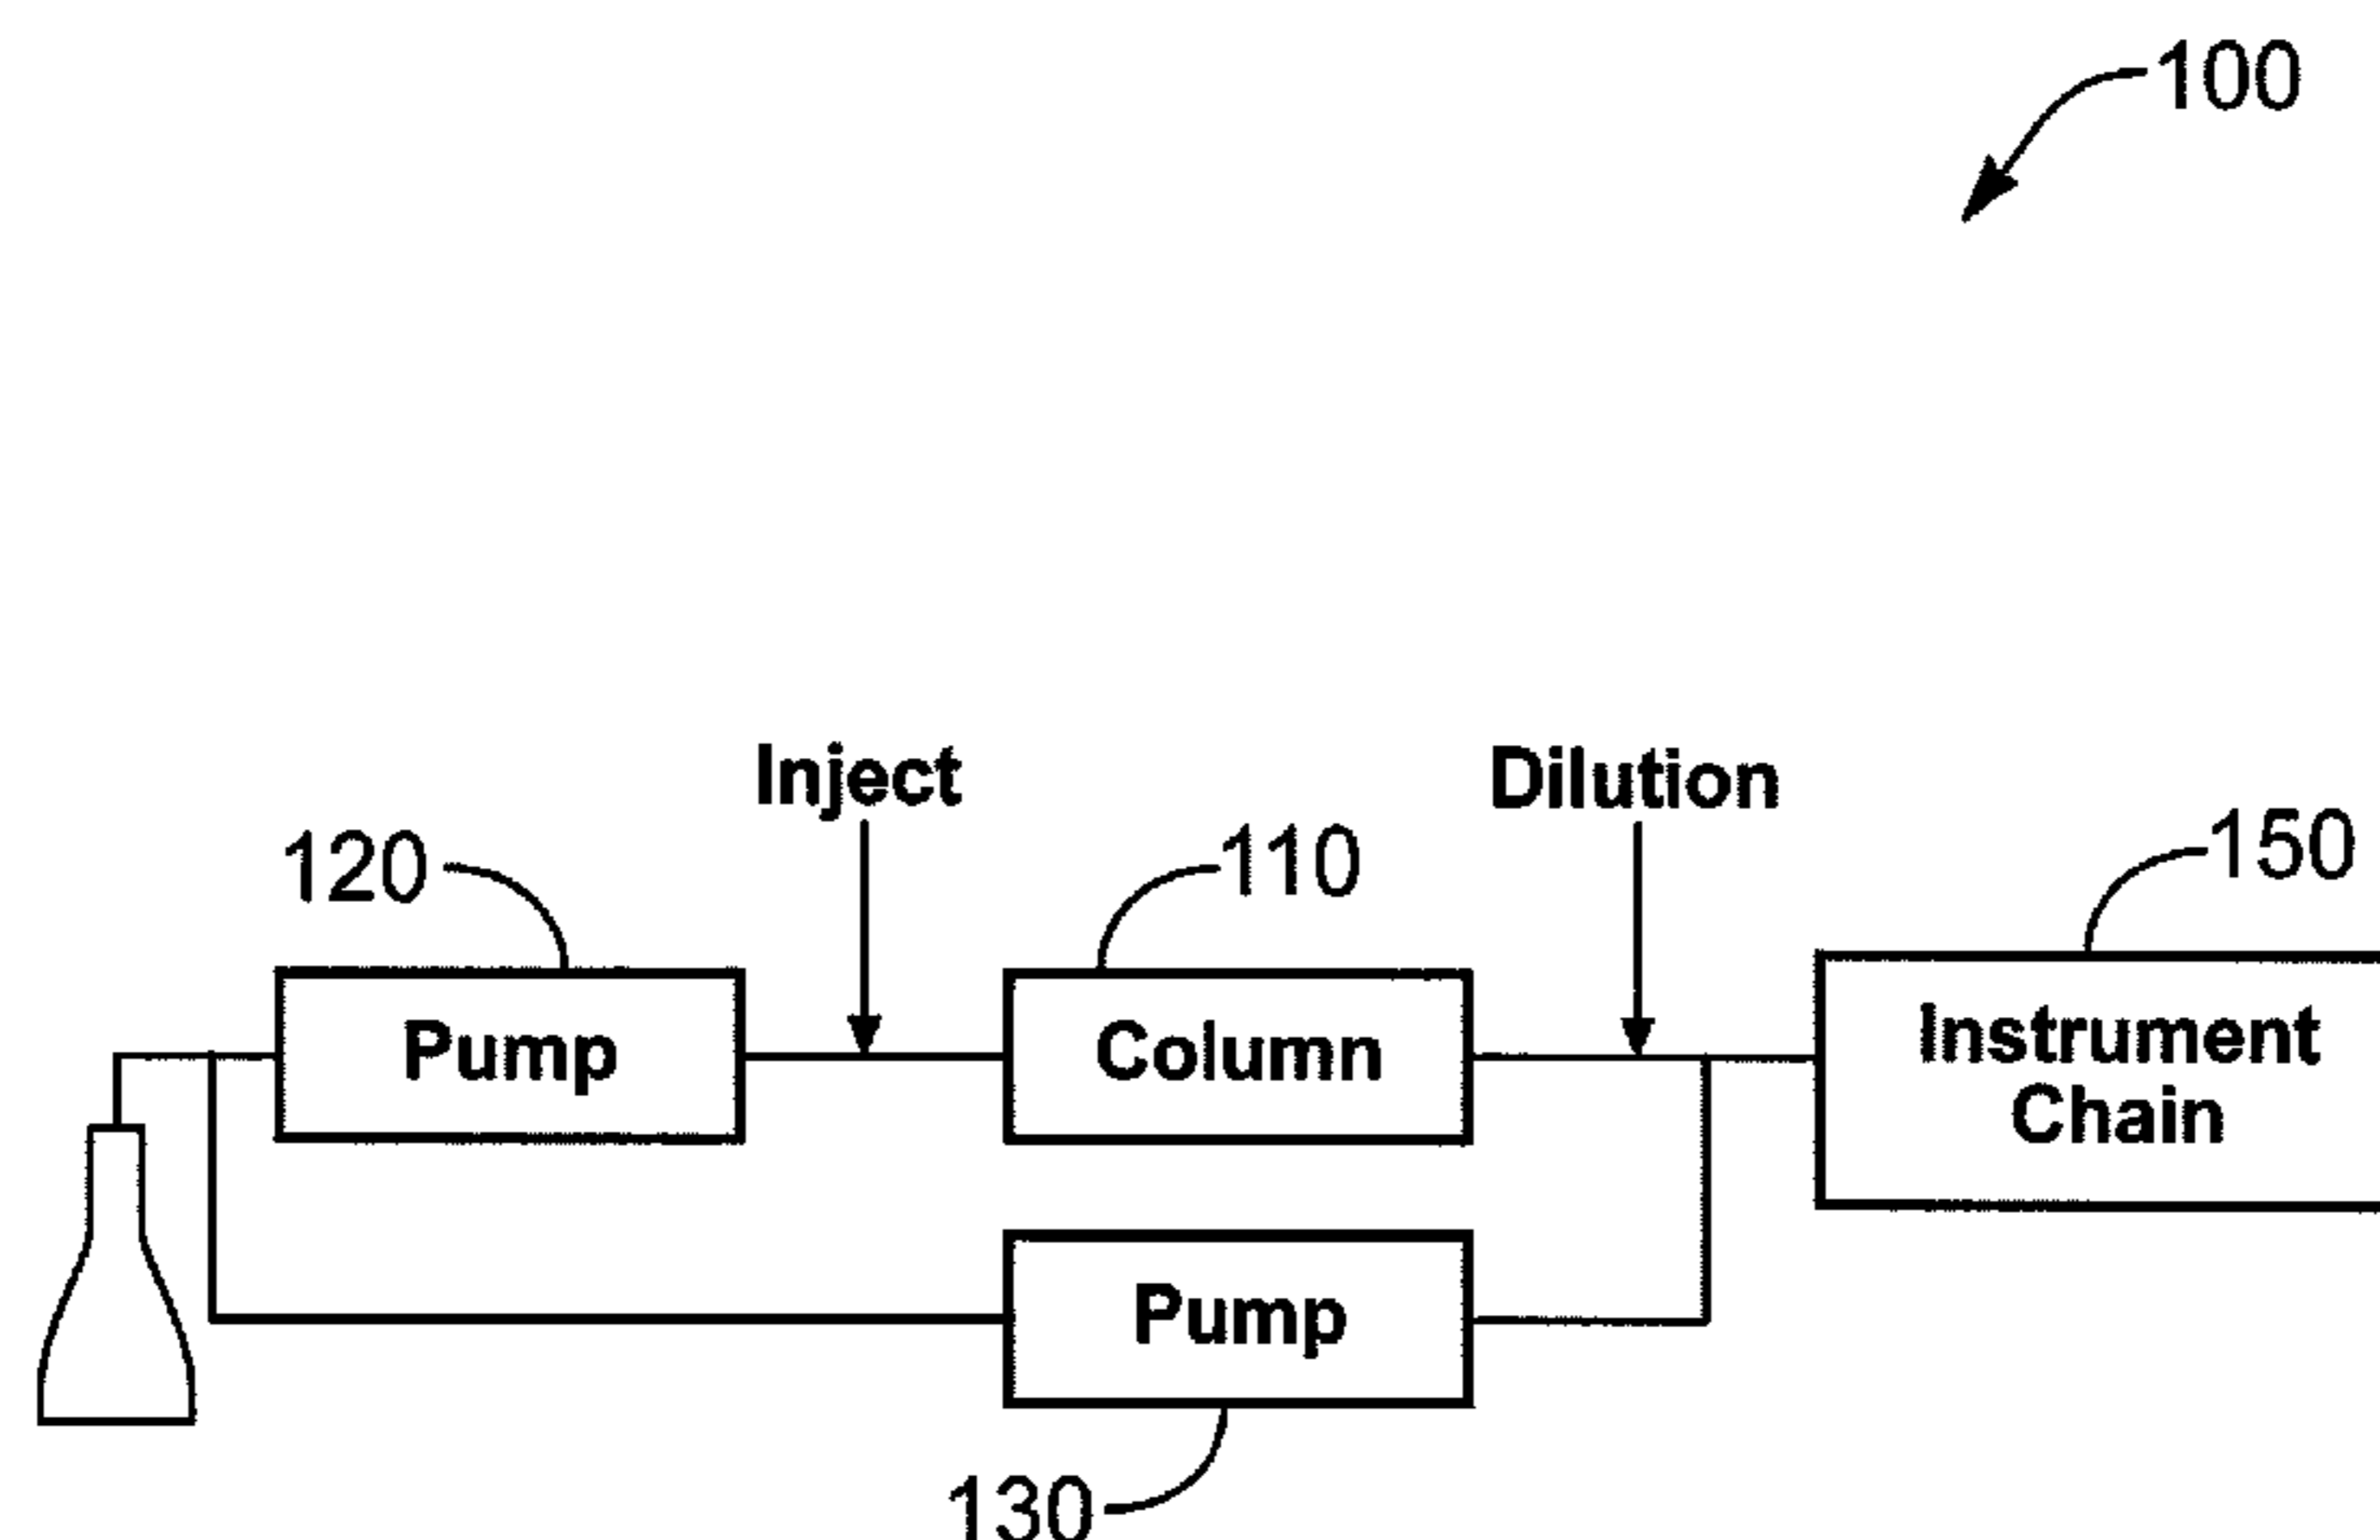 100
Inject
Dilution
120
110
150
Pump
Column
Instrument
Chain
Pump
130